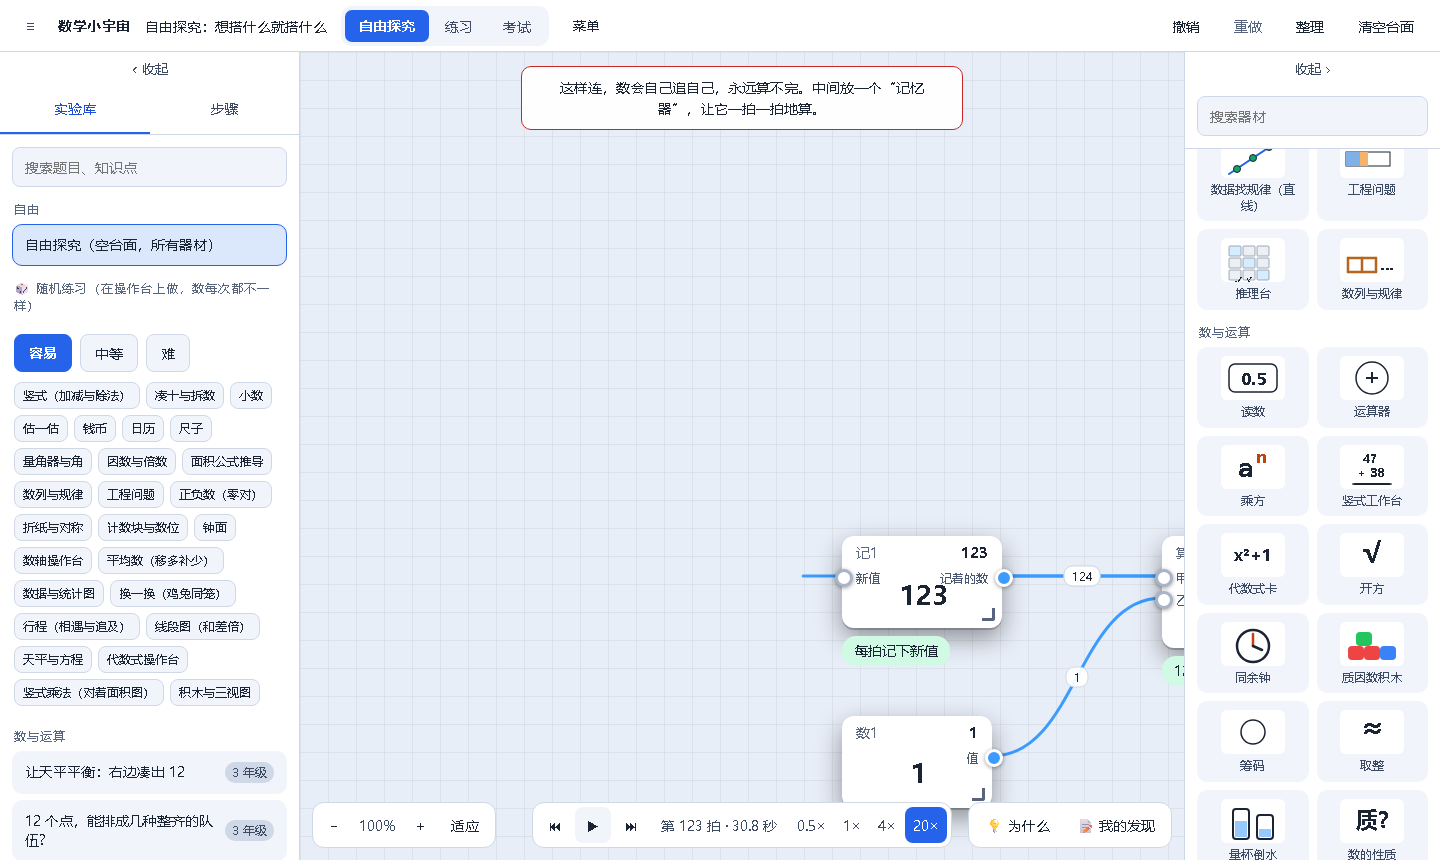 ≡ 数学小宇宙 自由探究：想搭什么就搭什么 自由探究 练习 考试 菜单 撤销 重做 整理 清空台面
‹ 收起
实验库 步骤
搜索题目、知识点
自由
自由探究（空台面，所有器材）
随机练习（在操作台上做，数每次都不一
样）
容易 中等 难
竖式（加减与除法） 凑十与拆数 小数
估一估 钱币 日历 尺子
量角器与角 因数与倍数 面积公式推导
数列与规律 工程问题 正负数（零对）
折纸与对称 计数块与数位 钟面
数轴操作台 平均数（移多补少）
数据与统计图 换一换（鸡兔同笼）
行程（相遇与追及） 线段图（和差倍）
天平与方程 代数式操作台
竖式乘法（对着面积图） 积木与三视图
数与运算
让天平平衡：右边凑出 12 3 年级
12 个点，能排成几种整齐的队
伍？ 3 年级
这样连，数会自己追自己，永远算不完。中间放一个“记忆
器”，让它一拍一拍地算。
记1 123
新值 记着的数
123
每拍记下新值
124
1
数1 1
值
1
甲
− 100% + 适应
⏮ ▶ ⏭ 第 123 拍 · 30.8 秒 0.5× 1× 4× 20×
为什么 我的发现
收起 ›
搜索器材
数据找规律（直
线） 工程问题
推理台 数列与规律
数与运算
0.5 +
读数 运算器
aⁿ 47
+ 38
乘方 竖式工作台
x²+1 √
代数式卡 开方
同余钟 质因数积木
≈
筹码 取整
质?
量杯倒水 数的性质